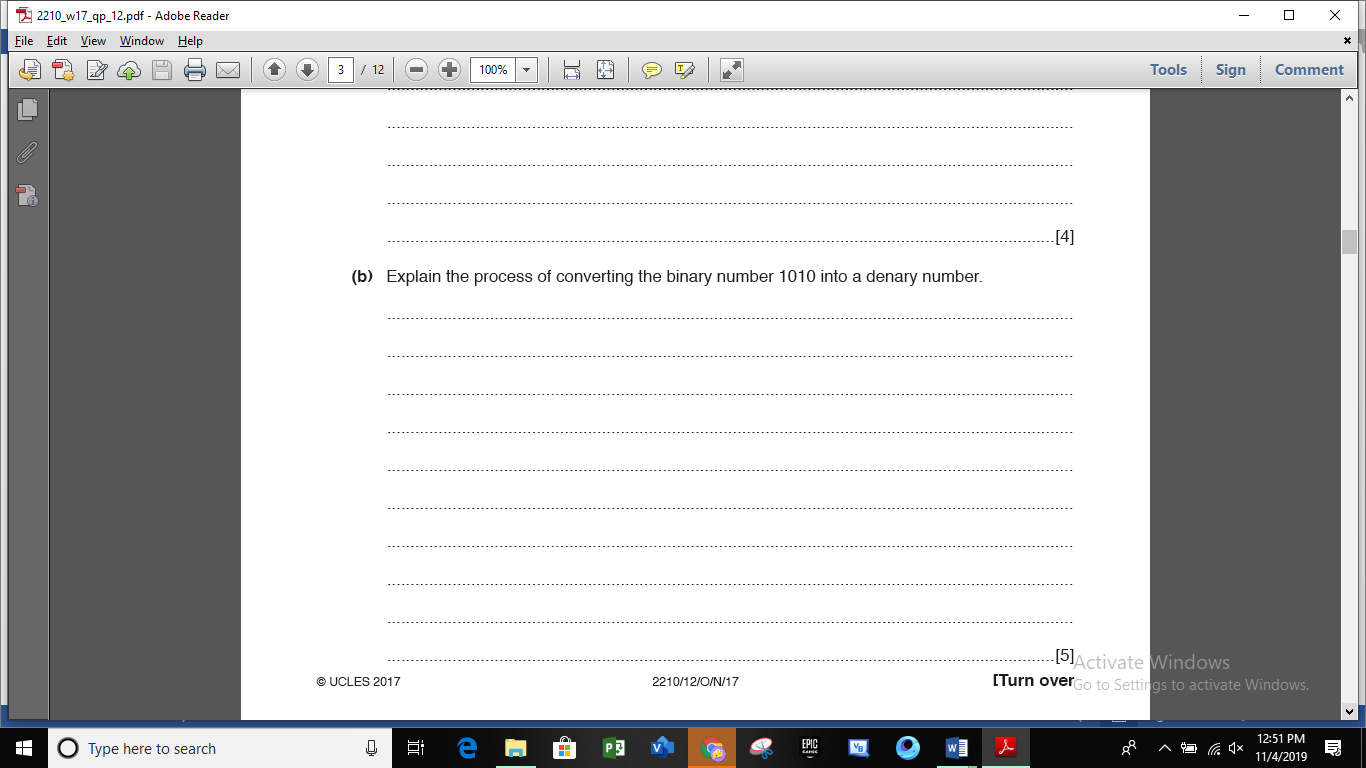 2210_w17_qp_12.pdf - Adobe Reader
File Edit View Window Help
3 / 12 100% Tools Sign Comment
[4]
(b) Explain the process of converting the binary number 1010 into a denary number.
[5]
© UCLES 2017 2210/12/O/N/17 [Turn over
Activate Windows
Go to Settings to activate Windows.
Type here to search
EPIC GAMES
12:51 PM
11/4/2019